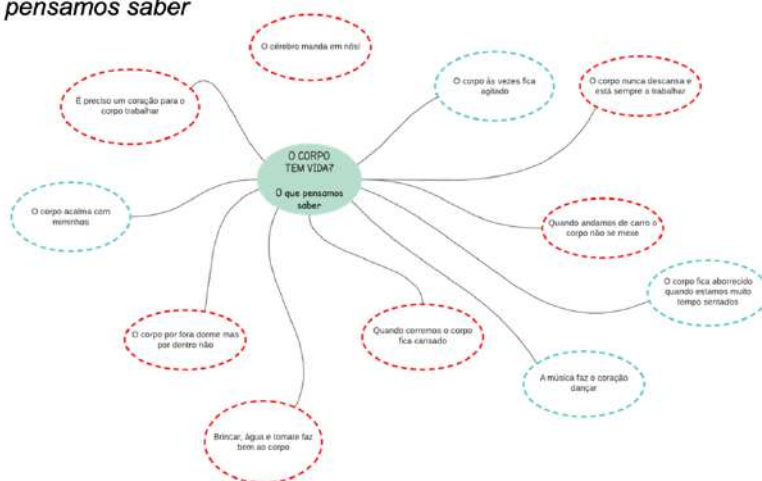 pensamos saber
O cérebro manda em nós!
O corpo às vezes fica
agitado
O corpo nunca descansa e
está sempre a trabalhar
É preciso um coração para o
corpo trabalhar
O CORPO
TEM VIDA?
O que pensamos
saber
O corpo acalma com
miminhos
Quando andamos de carro o
corpo não se mexe
O corpo fica aborrecido
quando estamos muito
tempo sentados
O corpo por fora dorme mas
por dentro não
Quando corremos o corpo
fica cansado
A música faz o coração
dançar
Brincar, água e tomate faz
bem ao corpo